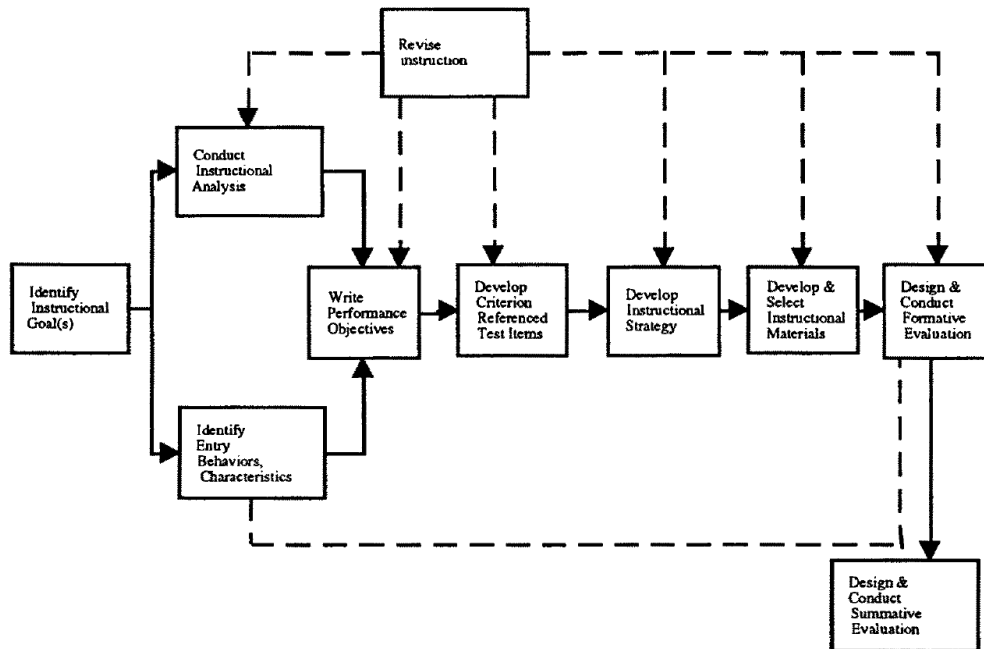 Revise
instruction
Conduct
Instructional
Analysis
Identify
Instructional
Goal(s)
Write
Performance
Objectives
Develop
Criterion
Referenced
Test Items
Develop
Instructional
Strategy
Develop &
Select
Instructional
Materials
Design &
Conduct
Formative
Evaluation
Identify
Entry
Behaviors,
Characteristics
Design &
Conduct
Summative
Evaluation